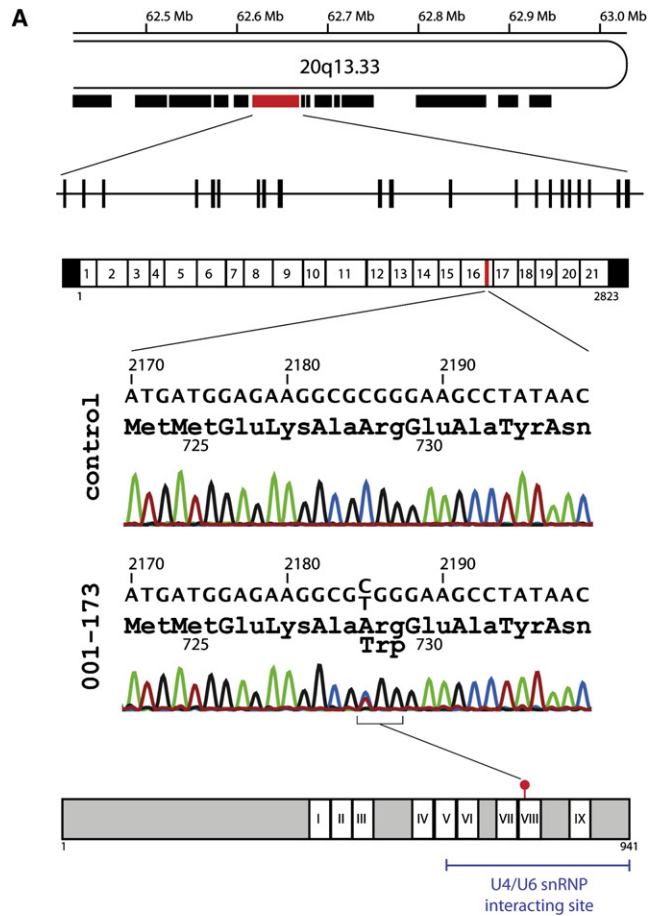 A
62.5 Mb 62.6 Mb 62.7 Mb 62.8 Mb 62.9 Mb 63.0 Mb
20q13.33
1 2 3 4 5 6 7 8 9 10 11 12 13 14 15 16 17 18 19 20 21
1 2823
control
2170 2180 2190
ATGATGGAGAAGGCGCGGGAAGCCTATAAC
MetMetGluLysAlaArgGluAlaTyrAsn
725 730
001-173
2170 2180 2190
C
ATGATGGAGAAGGCG GGGAAGCCTATAAC
T
MetMetGluLysAlaArgGluAlaTyrAsn
725 Trp 730
I II III IV V VI VII VIII IX
1 941
U4/U6 snRNP
interacting site